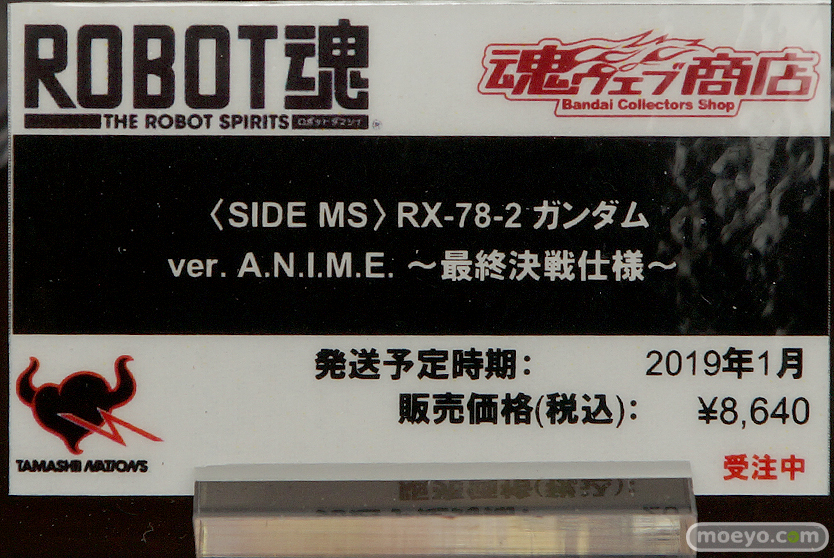 ROBOT魂
THE ROBOT SPIRITS ロボットダマシイ
魂ウェブ商店
Bandai Collectors Shop
〈SIDE MS〉RX-78-2 ガンダム
ver. A.N.I.M.E. ～最終決戦仕様～
発送予定時期： 2019年1月
販売価格(税込)： ¥8,640
TAMASHII NATIONS
受注中
moeyo.com